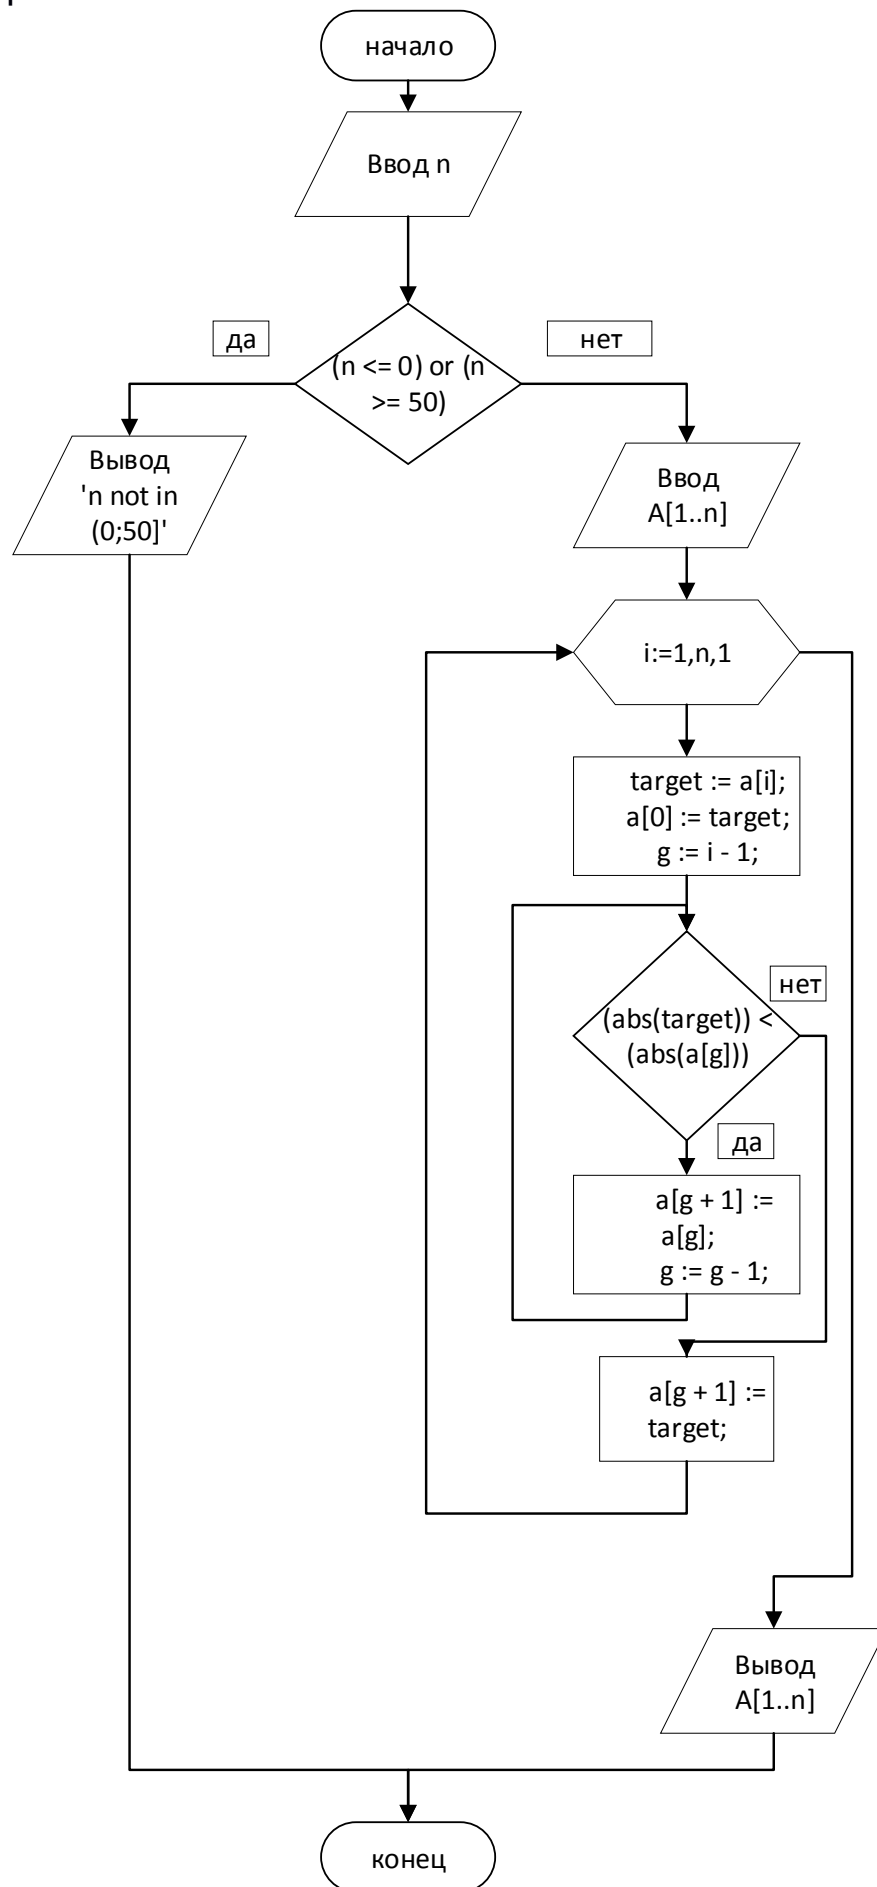 начало
Ввод n
да
нет
(n <= 0) or (n
>= 50)
Вывод
'n not in
(0;50]'
Ввод
A[1..n]
i:=1,n,1
target := a[i];
a[0] := target;
g := i - 1;
нет
(abs(target)) <
(abs(a[g]))
да
a[g + 1] :=
a[g];
g := g - 1;
a[g + 1] :=
target;
Вывод
A[1..n]
конец